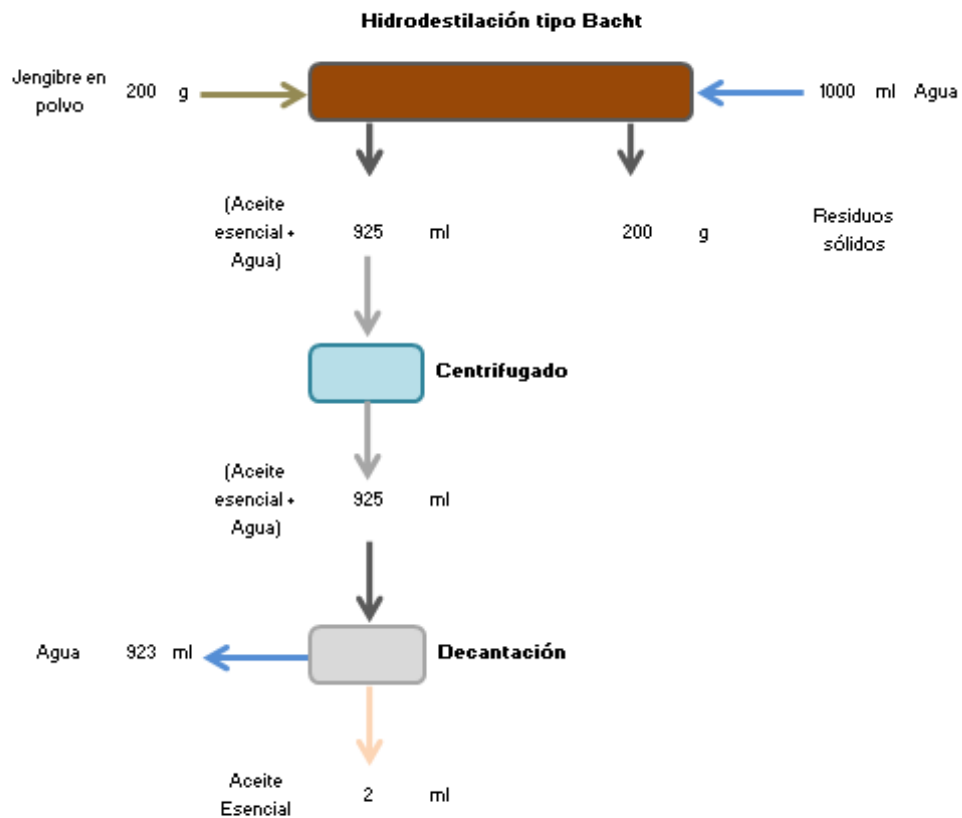 Hidrodestilación tipo Bacht
Jengibre en
polvo
200 g
1000 ml Agua
(Aceite
esencial +
Agua)
925 ml
200 g
Residuos
sólidos
Centrifugado
(Aceite
esencial +
Agua)
925 ml
Agua 923 ml
Decantación
Aceite
Esencial
2 ml